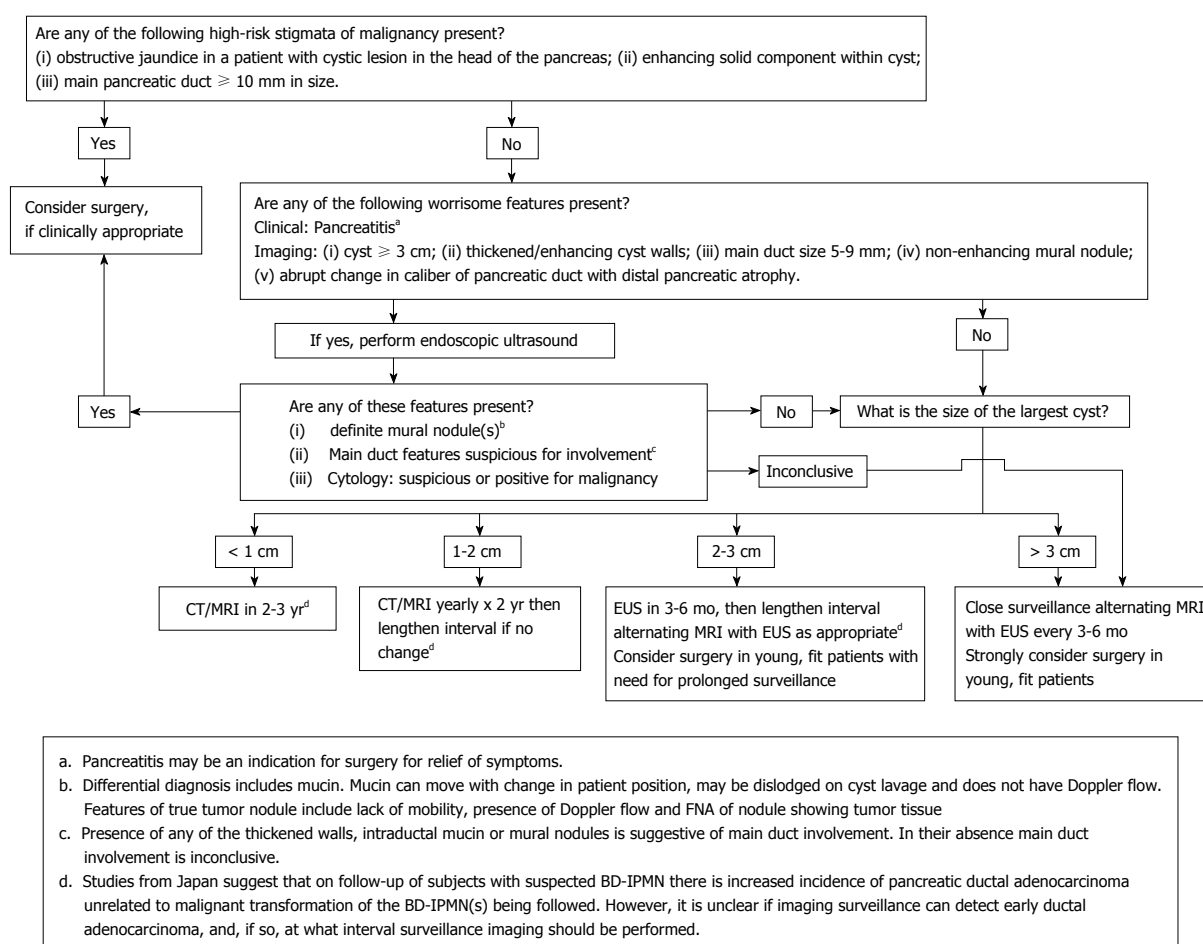 Are any of the following high-risk stigmata of malignancy present?
(i) obstructive jaundice in a patient with cystic lesion in the head of the pancreas; (ii) enhancing solid component within cyst;
(iii) main pancreatic duct ≥ 10 mm in size.
Yes
No
Consider surgery,
if clinically appropriate
Are any of the following worrisome features present?
Clinical: Pancreatitisᵃ
Imaging: (i) cyst ≥ 3 cm; (ii) thickened/enhancing cyst walls; (iii) main duct size 5-9 mm; (iv) non-enhancing mural nodule;
(v) abrupt change in caliber of pancreatic duct with distal pancreatic atrophy.
If yes, perform endoscopic ultrasound
No
Yes
Are any of these features present?
(i) definite mural nodule(s)ᵇ
(ii) Main duct features suspicious for involvementᶜ
(iii) Cytology: suspicious or positive for malignancy
No
What is the size of the largest cyst?
Inconclusive
< 1 cm
1-2 cm
2-3 cm
> 3 cm
CT/MRI in 2-3 yrᵈ
CT/MRI yearly x 2 yr then
lengthen interval if no
changeᵈ
EUS in 3-6 mo, then lengthen interval
alternating MRI with EUS as appropriateᵈ
Consider surgery in young, fit patients with
need for prolonged surveillance
Close surveillance alternating MRI
with EUS every 3-6 mo
Strongly consider surgery in
young, fit patients
a. Pancreatitis may be an indication for surgery for relief of symptoms.
b. Differential diagnosis includes mucin. Mucin can move with change in patient position, may be dislodged on cyst lavage and does not have Doppler flow.
Features of true tumor nodule include lack of mobility, presence of Doppler flow and FNA of nodule showing tumor tissue
c. Presence of any of the thickened walls, intraductal mucin or mural nodules is suggestive of main duct involvement. In their absence main duct
involvement is inconclusive.
d. Studies from Japan suggest that on follow-up of subjects with suspected BD-IPMN there is increased incidence of pancreatic ductal adenocarcinoma
unrelated to malignant transformation of the BD-IPMN(s) being followed. However, it is unclear if imaging surveillance can detect early ductal
adenocarcinoma, and, if so, at what interval surveillance imaging should be performed.